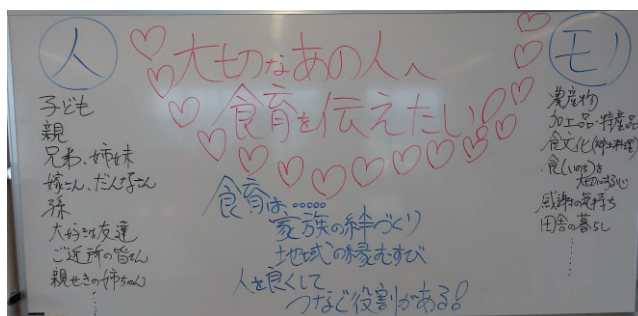 人
子ども
親
兄弟、姉妹
嫁さん、だんなさん
孫
大好きな友達
ご近所の皆さん
親せきの姉ちゃん
⋮
大切なあの人へ
食育を伝えたい!
食育は……
家族の絆づくり
地域の縁むすび
人を良くして
つなぐ役割がある!
モノ
農産物
加工品・特産品
食文化(郷土料理)
食(いのち)を
大切にする心
感謝の気持ち
田舎の暮らし
⋮